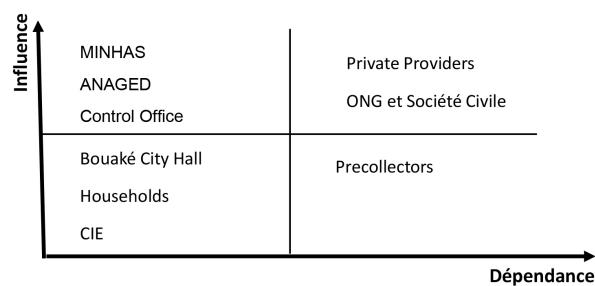 Influence
MINHAS
ANAGED
Control Office
Private Providers
ONG et Société Civile
Bouaké City Hall
Households
CIE
Precollectors
Dépendance